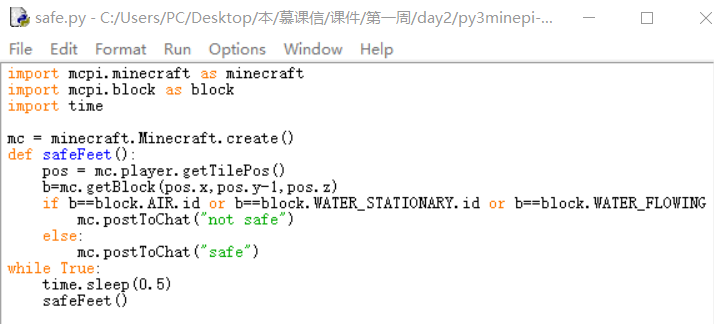 safe.py - C:/Users/PC/Desktop/本/慕课信/课件/第一周/day2/py3minepi-...
File Edit Format Run Options Window Help
import mcpi.minecraft as minecraft
import mcpi.block as block
import time
mc = minecraft.Minecraft.create()
def safeFeet():
    pos = mc.player.getTilePos()
    b=mc.getBlock(pos.x,pos.y-1,pos.z)
    if b==block.AIR.id or b==block.WATER_STATIONARY.id or b==block.WATER_FLOWING
        mc.postToChat("not safe")
    else:
        mc.postToChat("safe")
while True:
    time.sleep(0.5)
    safeFeet()